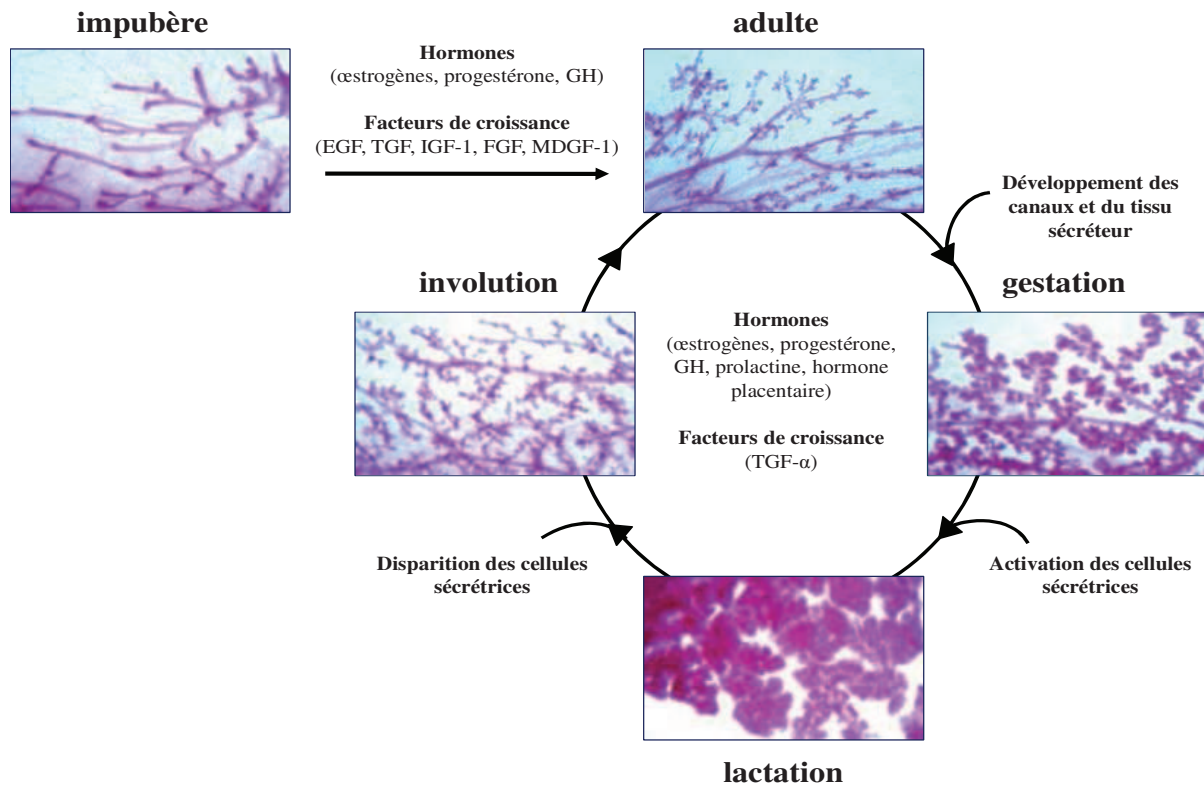 impubère
adulte
Hormones
(œstrogènes, progestérone, GH)
Facteurs de croissance
(EGF, TGF, IGF-1, FGF, MDGF-1)
Développement des
canaux et du tissu
sécréteur
involution
gestation
Hormones
(œstrogènes, progestérone,
GH, prolactine, hormone
placentaire)
Facteurs de croissance
(TGF-α)
Disparition des cellules
sécrétrices
Activation des cellules
sécrétrices
lactation